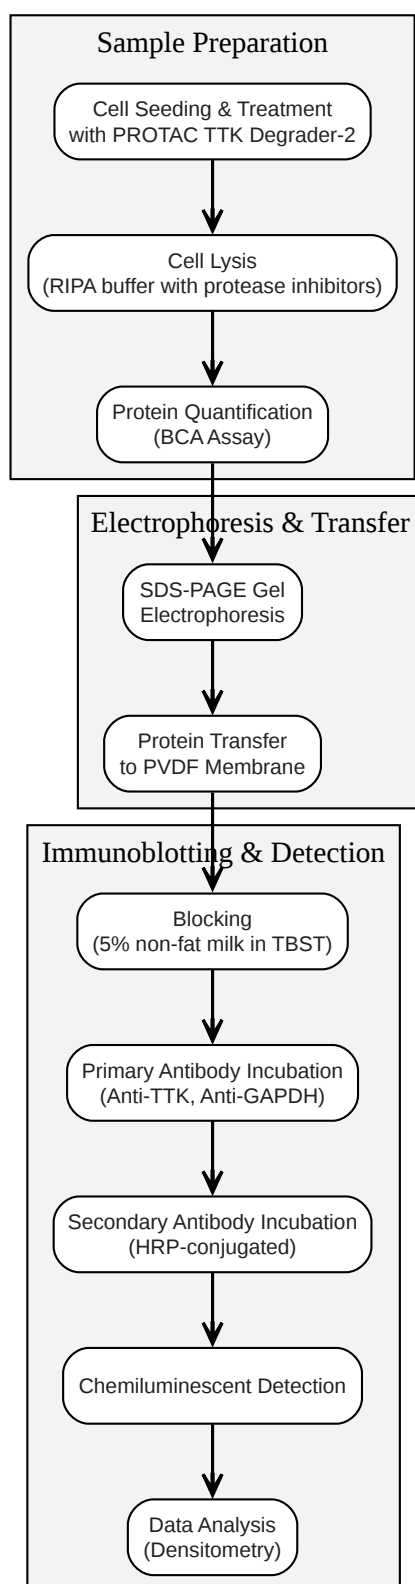 Sample Preparation
Cell Seeding & Treatment
with PROTAC TTK Degrader-2
Cell Lysis
(RIPA buffer with protease inhibitors)
Protein Quantification
(BCA Assay)
Electrophoresis & Transfer
SDS-PAGE Gel
Electrophoresis
Protein Transfer
to PVDF Membrane
Immunoblotting & Detection
Blocking
(5% non-fat milk in TBST)
Primary Antibody Incubation
(Anti-TTK, Anti-GAPDH)
Secondary Antibody Incubation
(HRP-conjugated)
Chemiluminescent Detection
Data Analysis
(Densitometry)